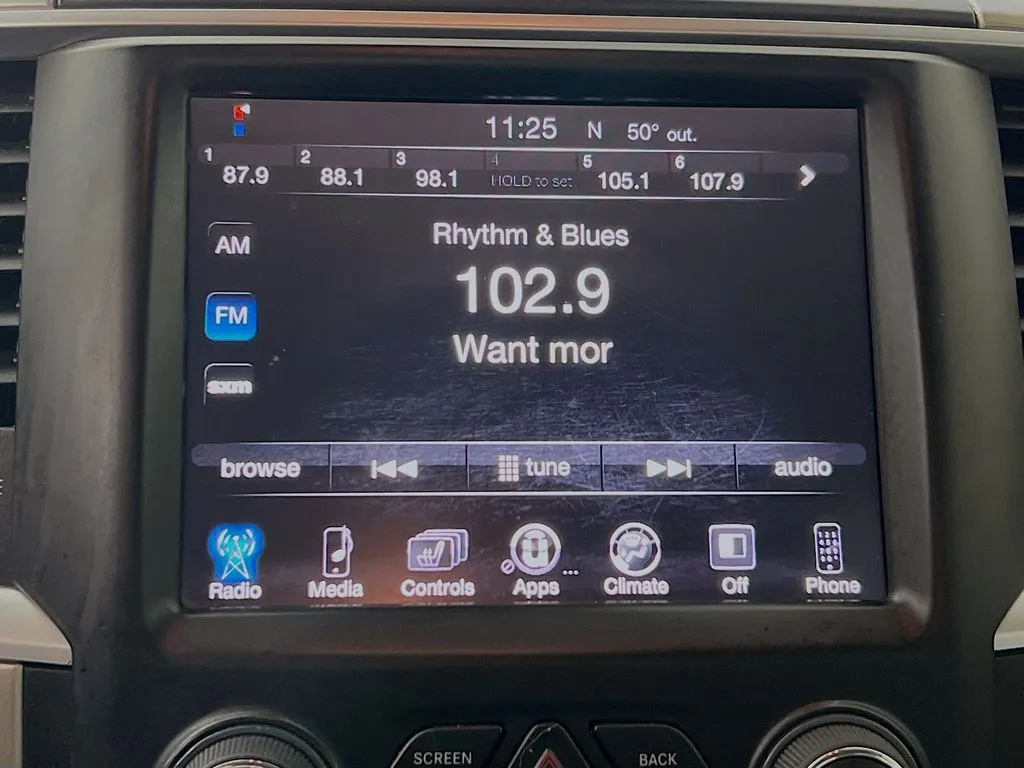 11:25 N 50° out.
1 2 3 4 5 6
87.9 88.1 98.1 HOLD to set 105.1 107.9
AM
Rhythm & Blues
FM
102.9
Want mor
sxm
browse tune audio
Radio Media Controls Apps... Climate Off Phone
SCREEN BACK